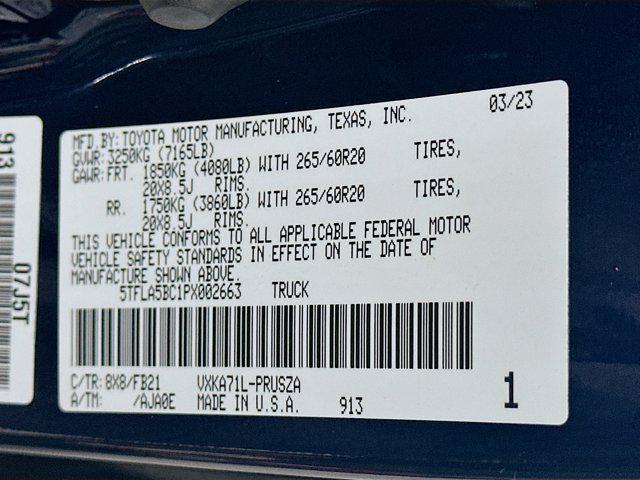 913 07J5T
03/23
MFD.BY:TOYOTA MOTOR MANUFACTURING, TEXAS, INC.
GVWR: 3250KG (7165LB)
GAWR:FRT. 1850KG (4080LB) WITH 265/60R20 TIRES,
20X8.5J RIMS.
RR. 1750KG (3860LB) WITH 265/60R20 TIRES,
20X8.5J RIMS.
THIS VEHICLE CONFORMS TO ALL APPLICABLE FEDERAL MOTOR
VEHICLE SAFETY STANDARDS IN EFFECT ON THE DATE OF
MANUFACTURE SHOWN ABOVE.
5TFLA5BC1PX002663 TRUCK
C/TR: 8X8/FB21 VXKA71L-PRUSZA
A/TM: /AJA0E MADE IN U.S.A. 913
1